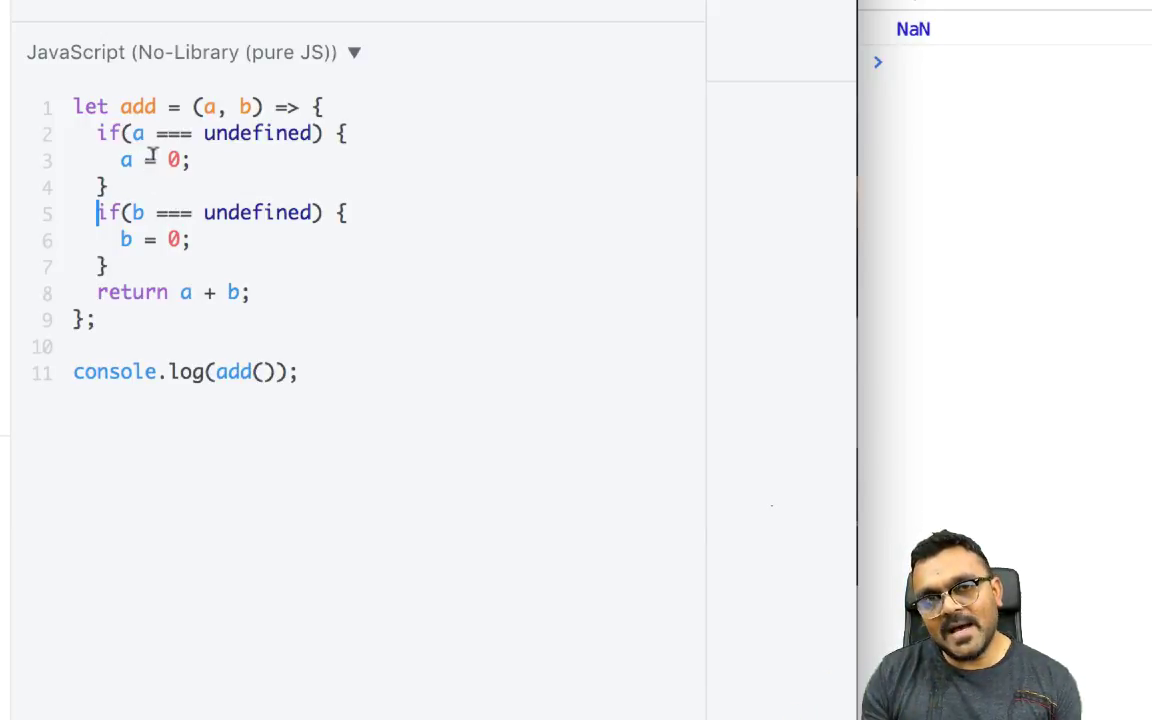 JavaScript (No-Library (pure JS)) ▼
1 let add = (a, b) => {
2 if(a === undefined) {
3 a = 0;
4 }
5 if(b === undefined) {
6 b = 0;
7 }
8 return a + b;
9 };
10
11 console.log(add());
NaN
>